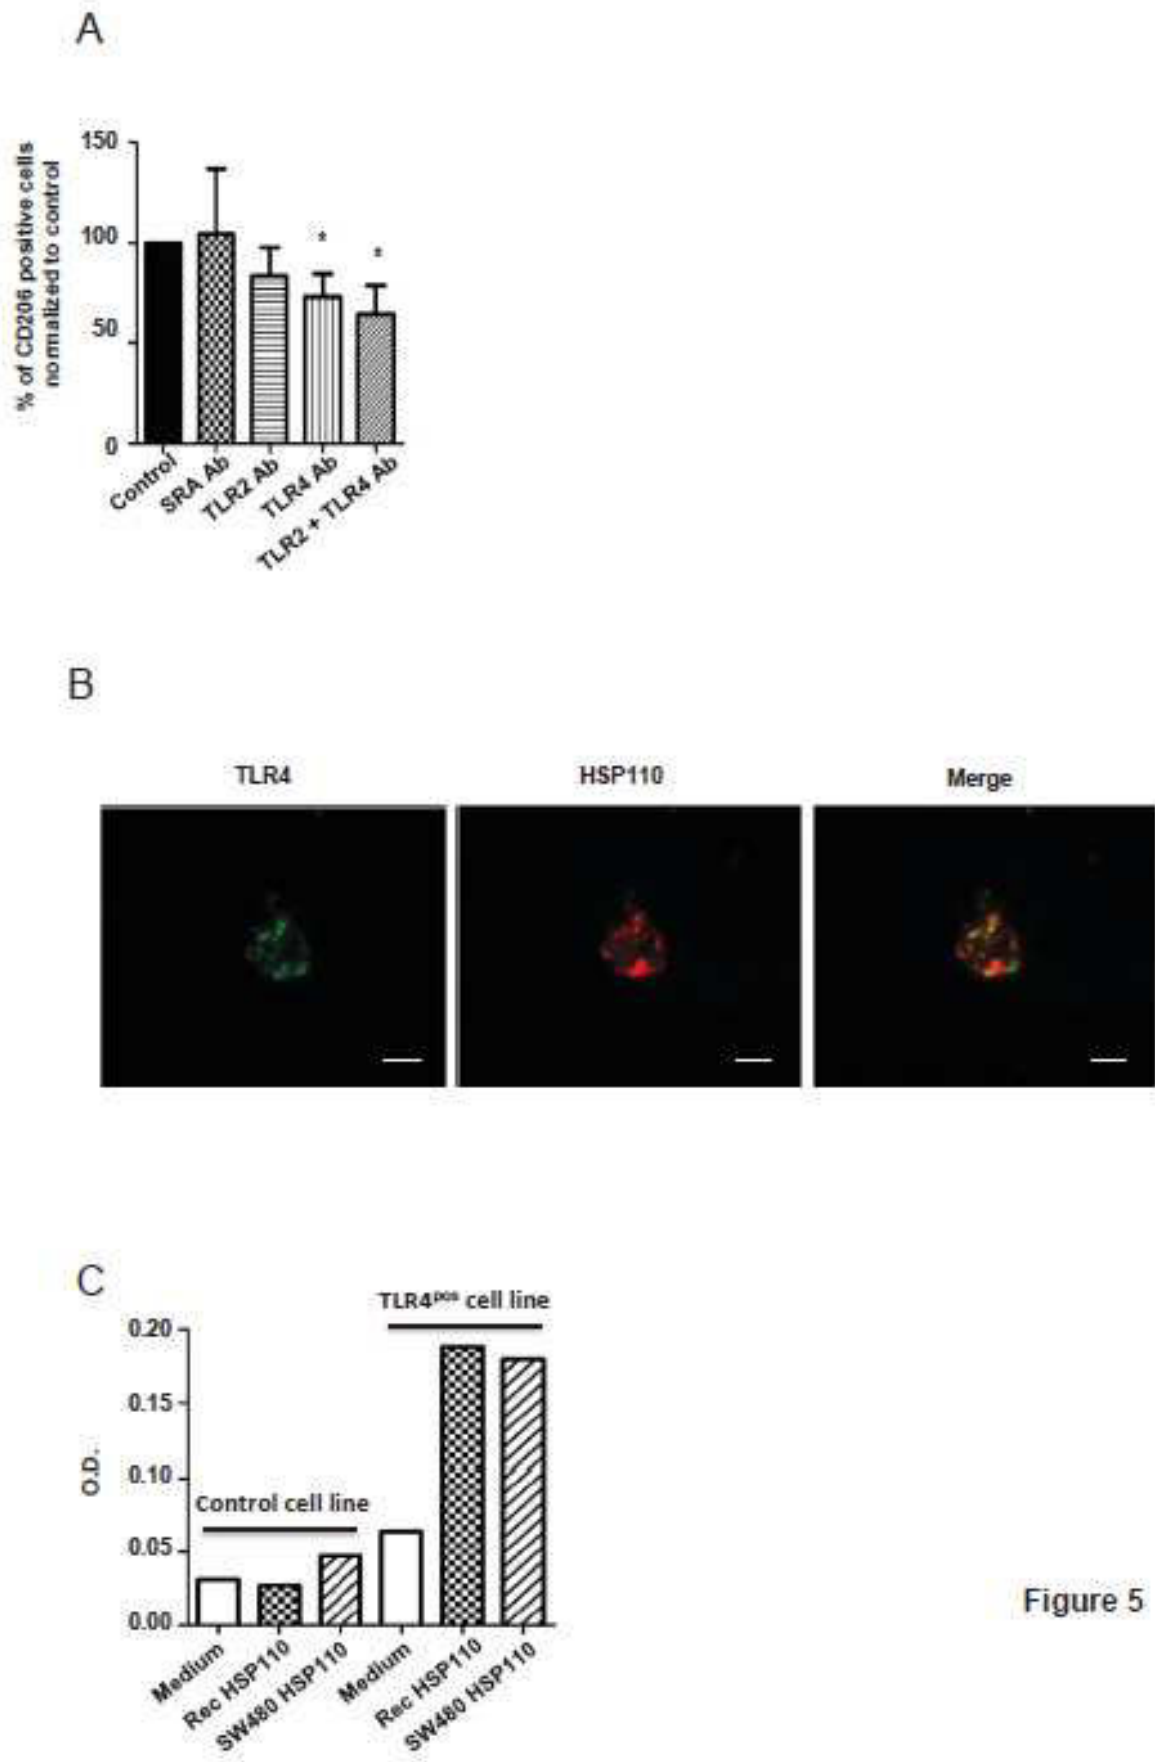 A
% of CD206 positive cells
normalized to control
150
100
50
0
Control
SRA Ab
TLR2 Ab
TLR4 Ab
TLR2 + TLR4 Ab
*
*
B
TLR4
HSP110
Merge
C
TLR4pos cell line
O.D.
0.20
0.15
0.10
0.05
0.00
Control cell line
Medium
Rec HSP110
SW480 HSP110
Medium
Rec HSP110
SW480 HSP110
Figure 5